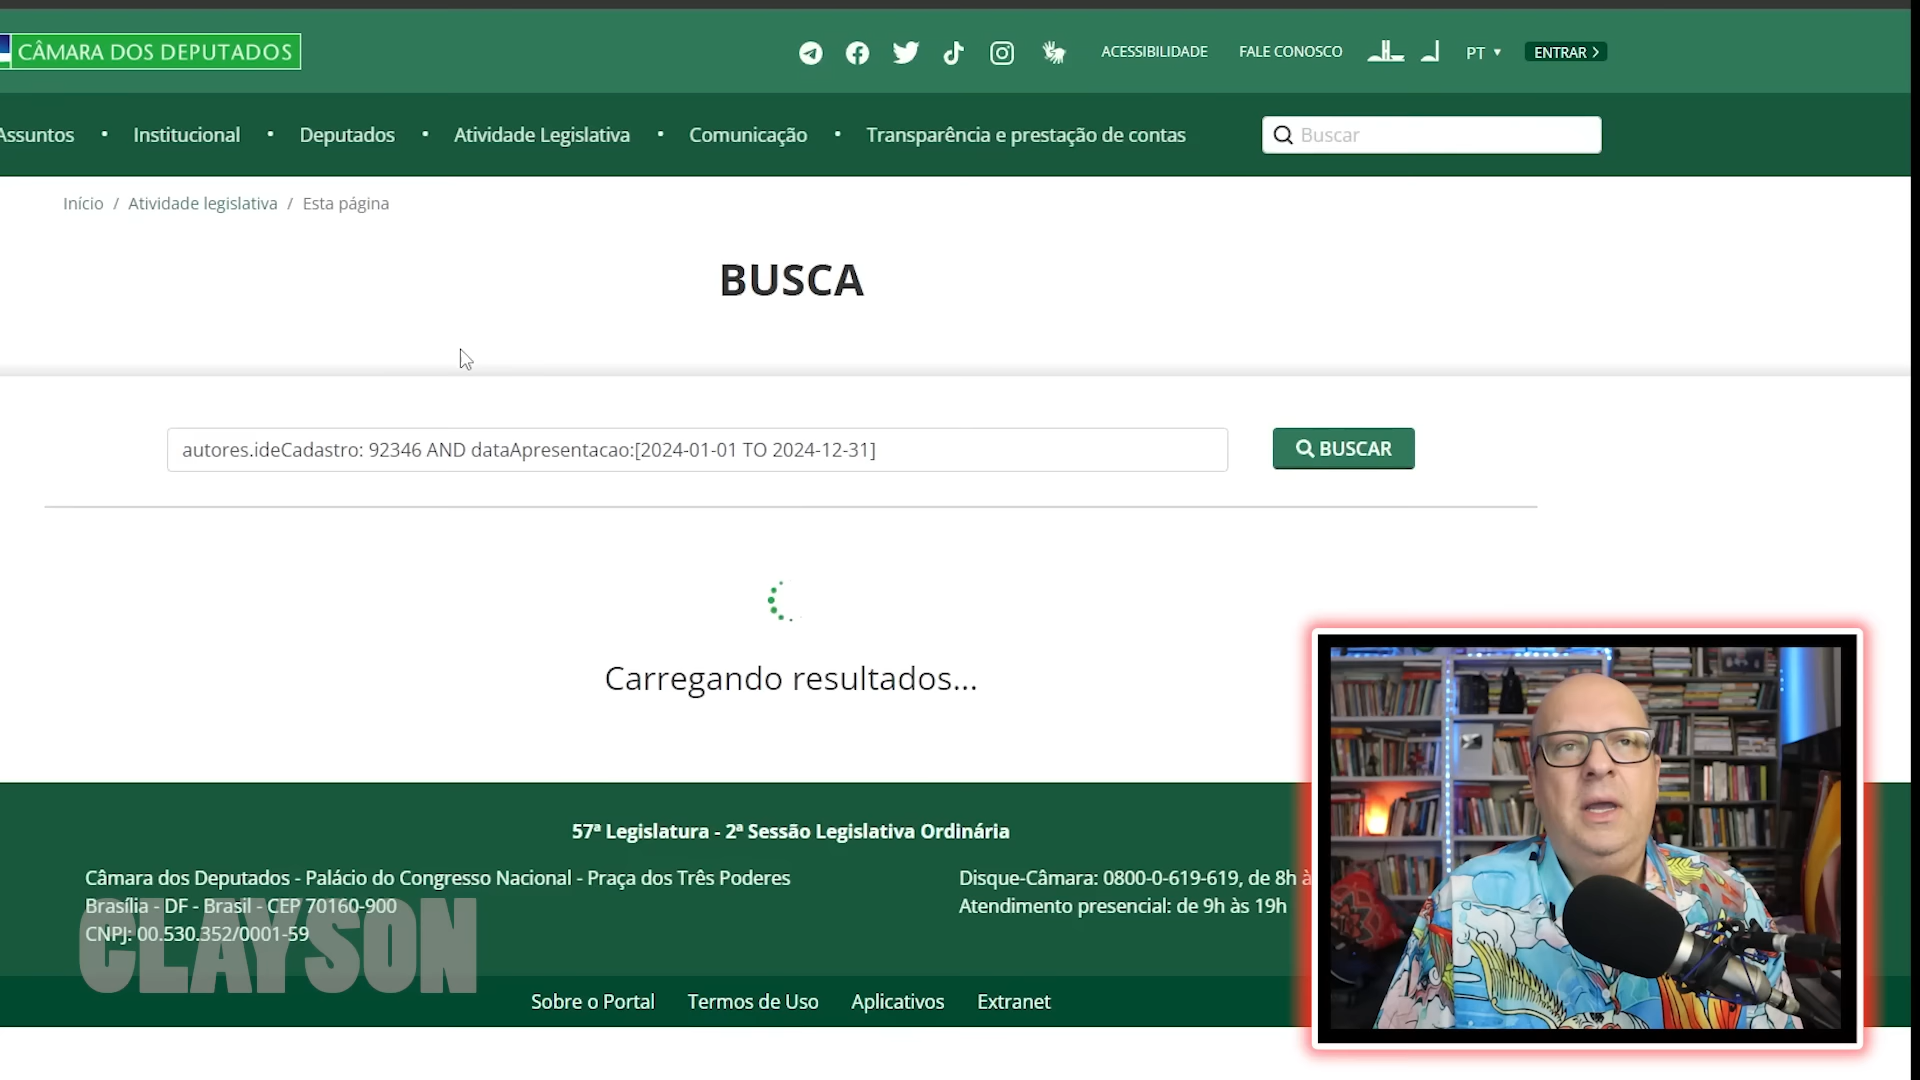 CÂMARA DOS DEPUTADOS
ACESSIBILIDADE
FALE CONOSCO
PT
ENTRAR
Assuntos • Institucional • Deputados • Atividade Legislativa • Comunicação • Transparência e prestação de contas
Buscar
Início / Atividade legislativa / Esta página
BUSCA
autores.ideCadastro: 92346 AND dataApresentacao:[2024-01-01 TO 2024-12-31]
BUSCAR
Carregando resultados...
57ª Legislatura - 2ª Sessão Legislativa Ordinária
Câmara dos Deputados - Palácio do Congresso Nacional - Praça dos Três Poderes
Brasília - DF - Brasil - CEP 70160-900
CNPJ: 00.530.352/0001-59
Disque-Câmara: 0800-0-619-619, de 8h à
Atendimento presencial: de 9h às 19h
CLAYSON
Sobre o Portal
Termos de Uso
Aplicativos
Extranet